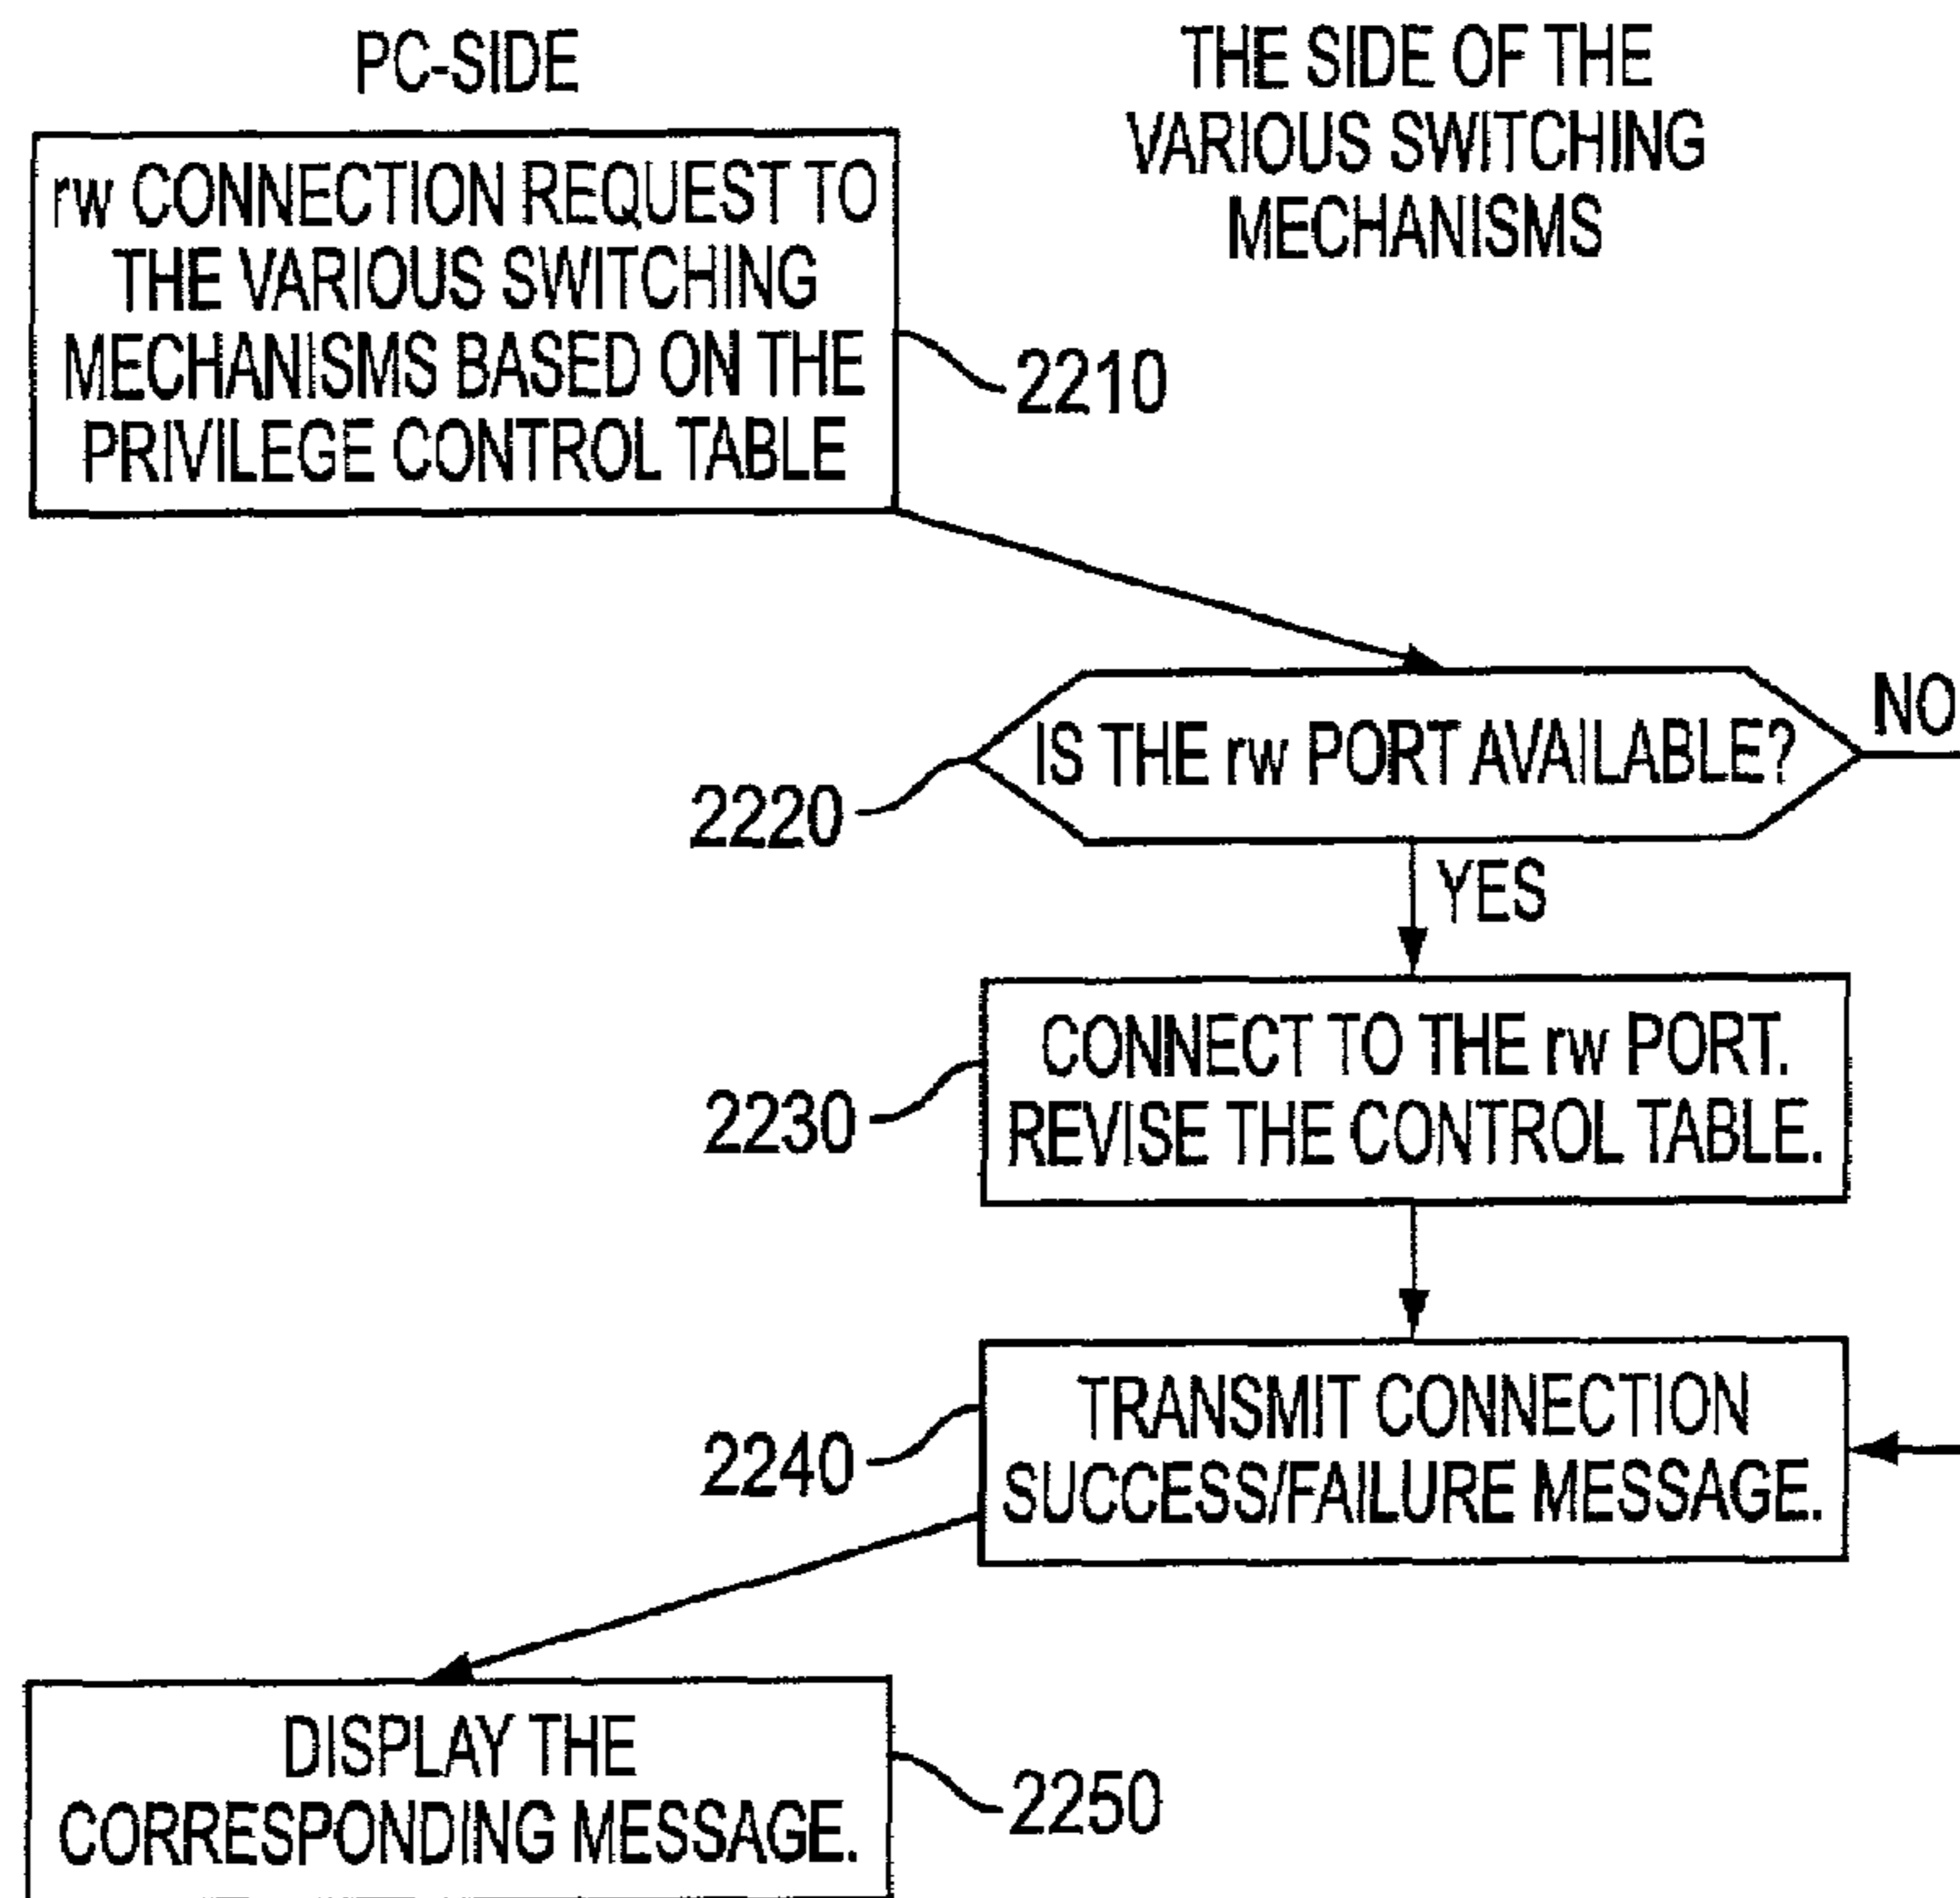 PC-SIDE
THE SIDE OF THE
VARIOUS SWITCHING
MECHANISMS
rw CONNECTION REQUEST TO
THE VARIOUS SWITCHING
MECHANISMS BASED ON THE
PRIVILEGE CONTROL TABLE
2210
IS THE rw PORT AVAILABLE?
NO
2220
YES
CONNECT TO THE rw PORT.
REVISE THE CONTROL TABLE.
2230
TRANSMIT CONNECTION
SUCCESS/FAILURE MESSAGE.
2240
DISPLAY THE
CORRESPONDING MESSAGE.
2250